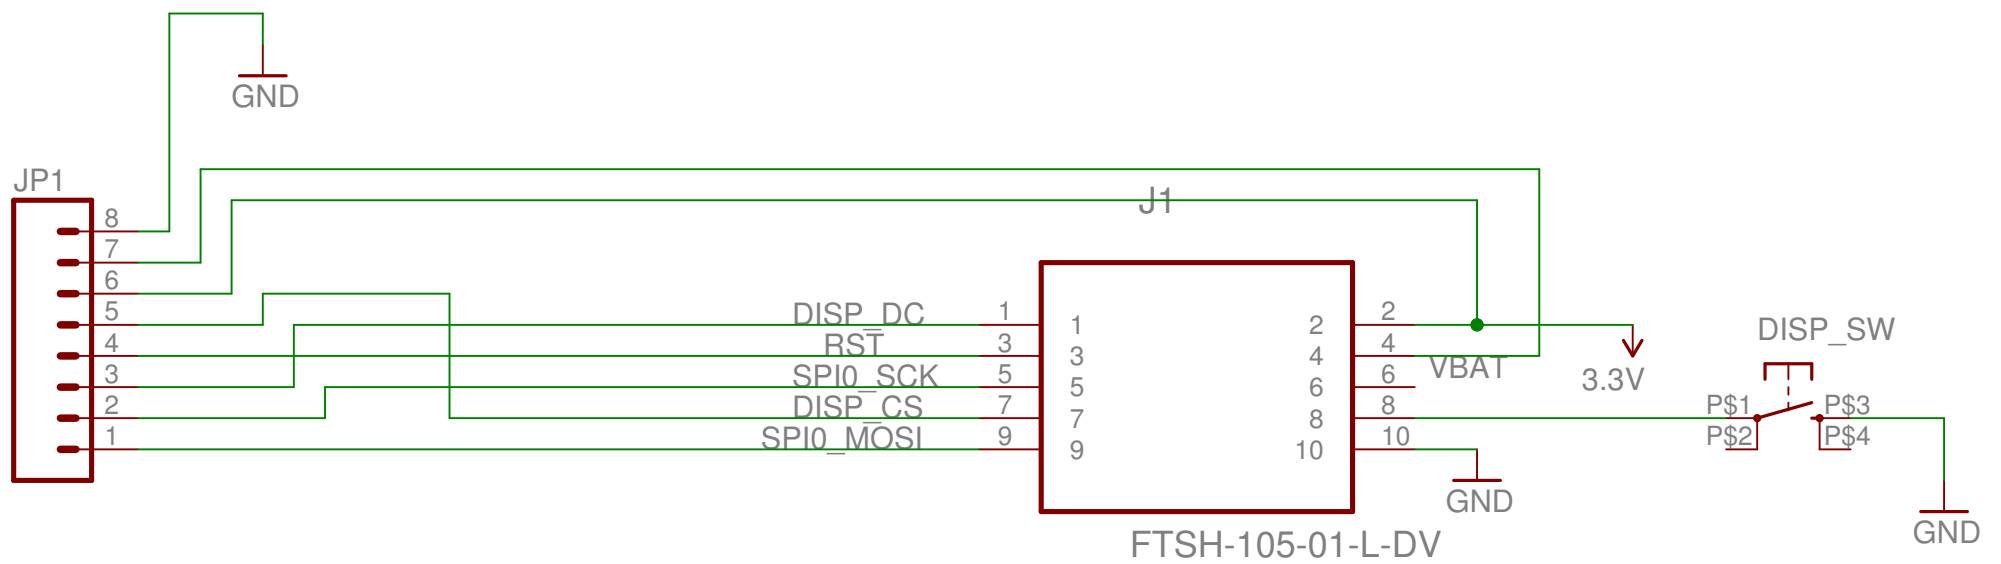 GND
JP1
8
7
6
5
4
3
2
1
J1
DISP_DC
RST
SPI0_SCK
DISP_CS
SPI0_MOSI
1
3
5
7
9
1
3
5
7
9
2
4
6
8
10
2
4
6
8
10
VBAT
3.3V
GND
DISP_SW
P$1
P$2
P$3
P$4
GND
FTSH-105-01-L-DV